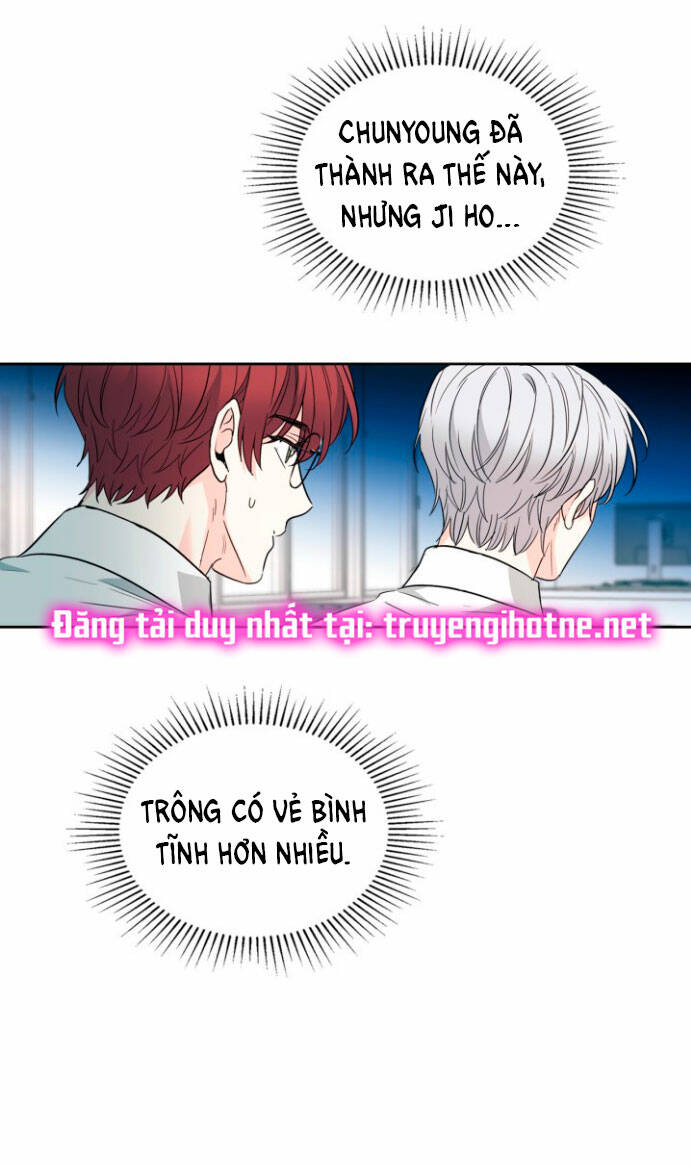 CHUNYOUNG ĐÃ
THÀNH RA THẾ NÀY,
NHƯNG JI HO...
Đăng tải duy nhất tại: truyengihotne.net
TRÔNG CÓ VẺ BÌNH
TĨNH HƠN NHIỀU.